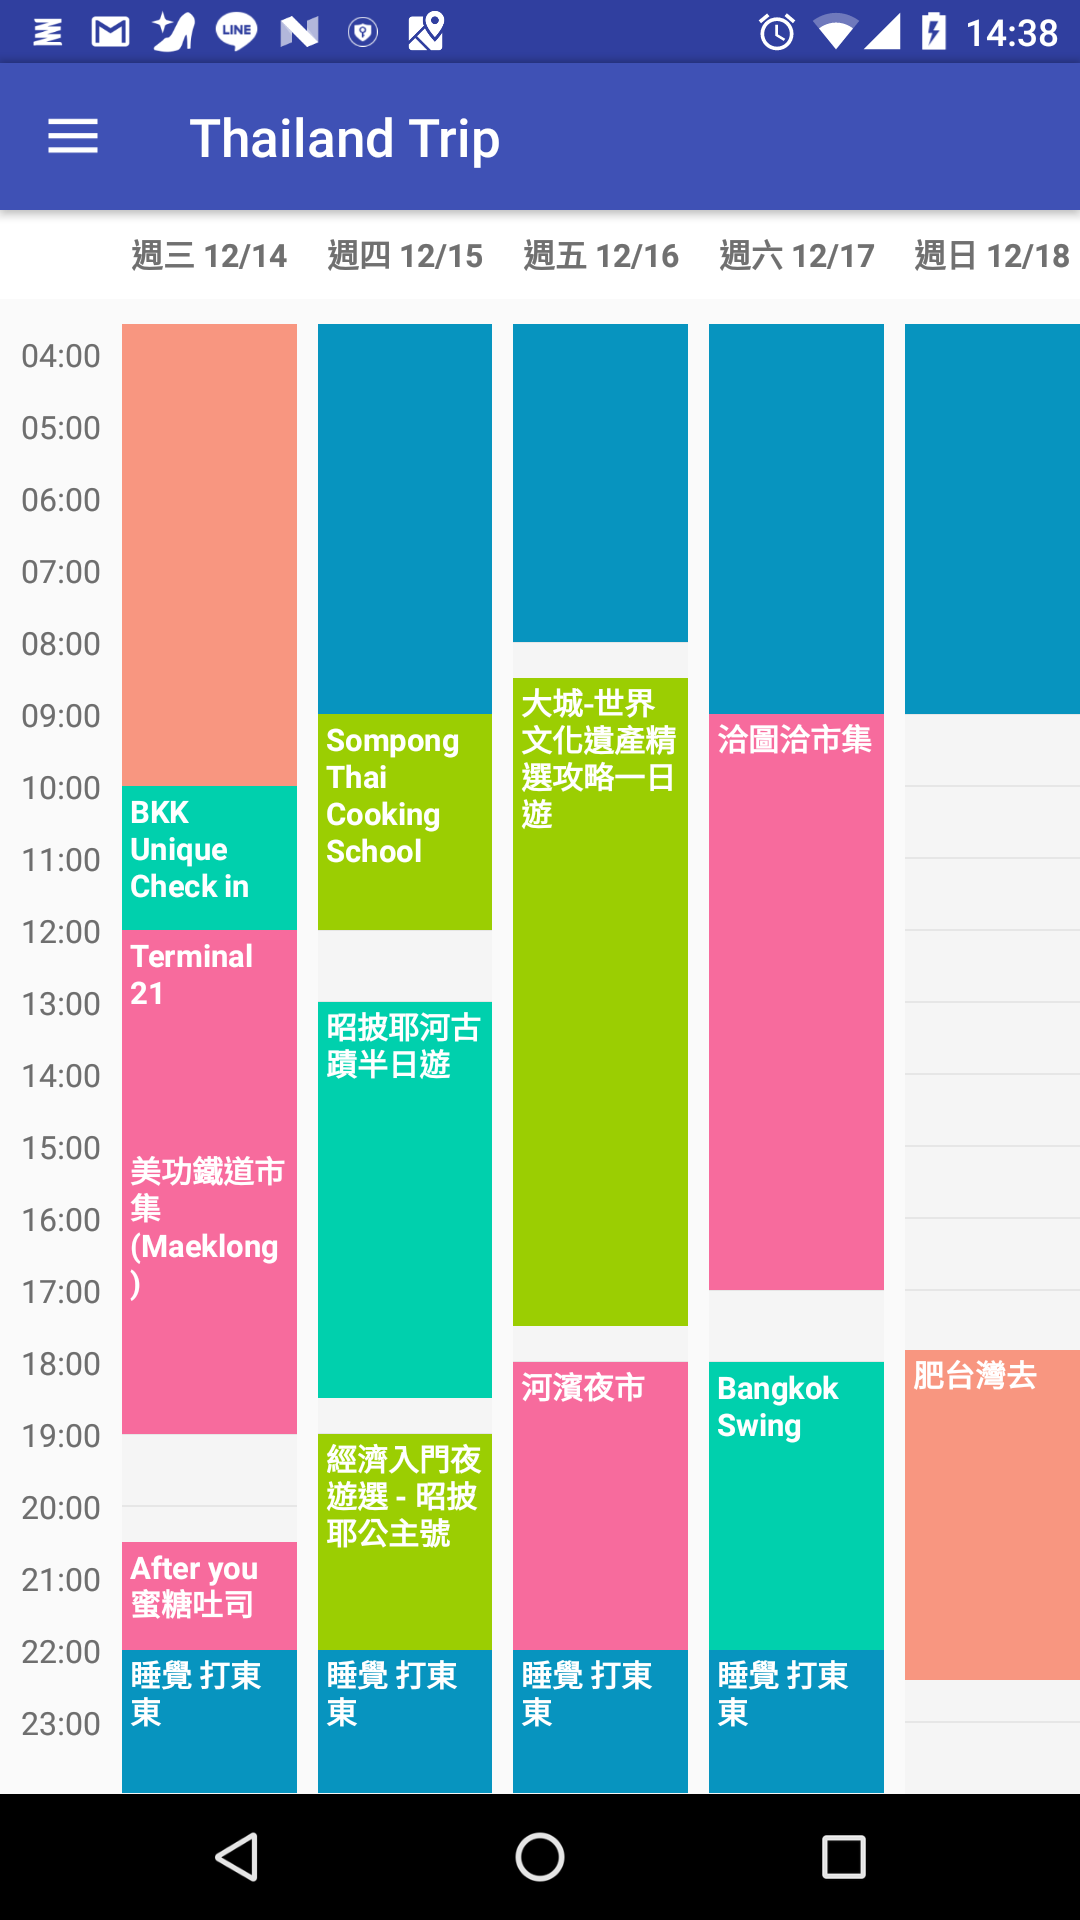 LINE
14:38
Thailand Trip
週三 12/14
週四 12/15
週五 12/16
週六 12/17
週日 12/18
04:00
05:00
06:00
07:00
08:00
09:00
10:00
11:00
12:00
13:00
14:00
15:00
16:00
17:00
18:00
19:00
20:00
21:00
22:00
23:00
BKK
Unique
Check in
Terminal
21
美功鐵道市
集
(Maeklong
)
After you
蜜糖吐司
睡覺 打東
東
Sompong
Thai
Cooking
School
昭披耶河古
蹟半日遊
經濟入門夜
遊選 - 昭披
耶公主號
睡覺 打東
東
大城-世界
文化遺產精
選攻略一日
遊
河濱夜市
睡覺 打東
東
洽圖洽市集
Bangkok
Swing
睡覺 打東
東
肥台灣去